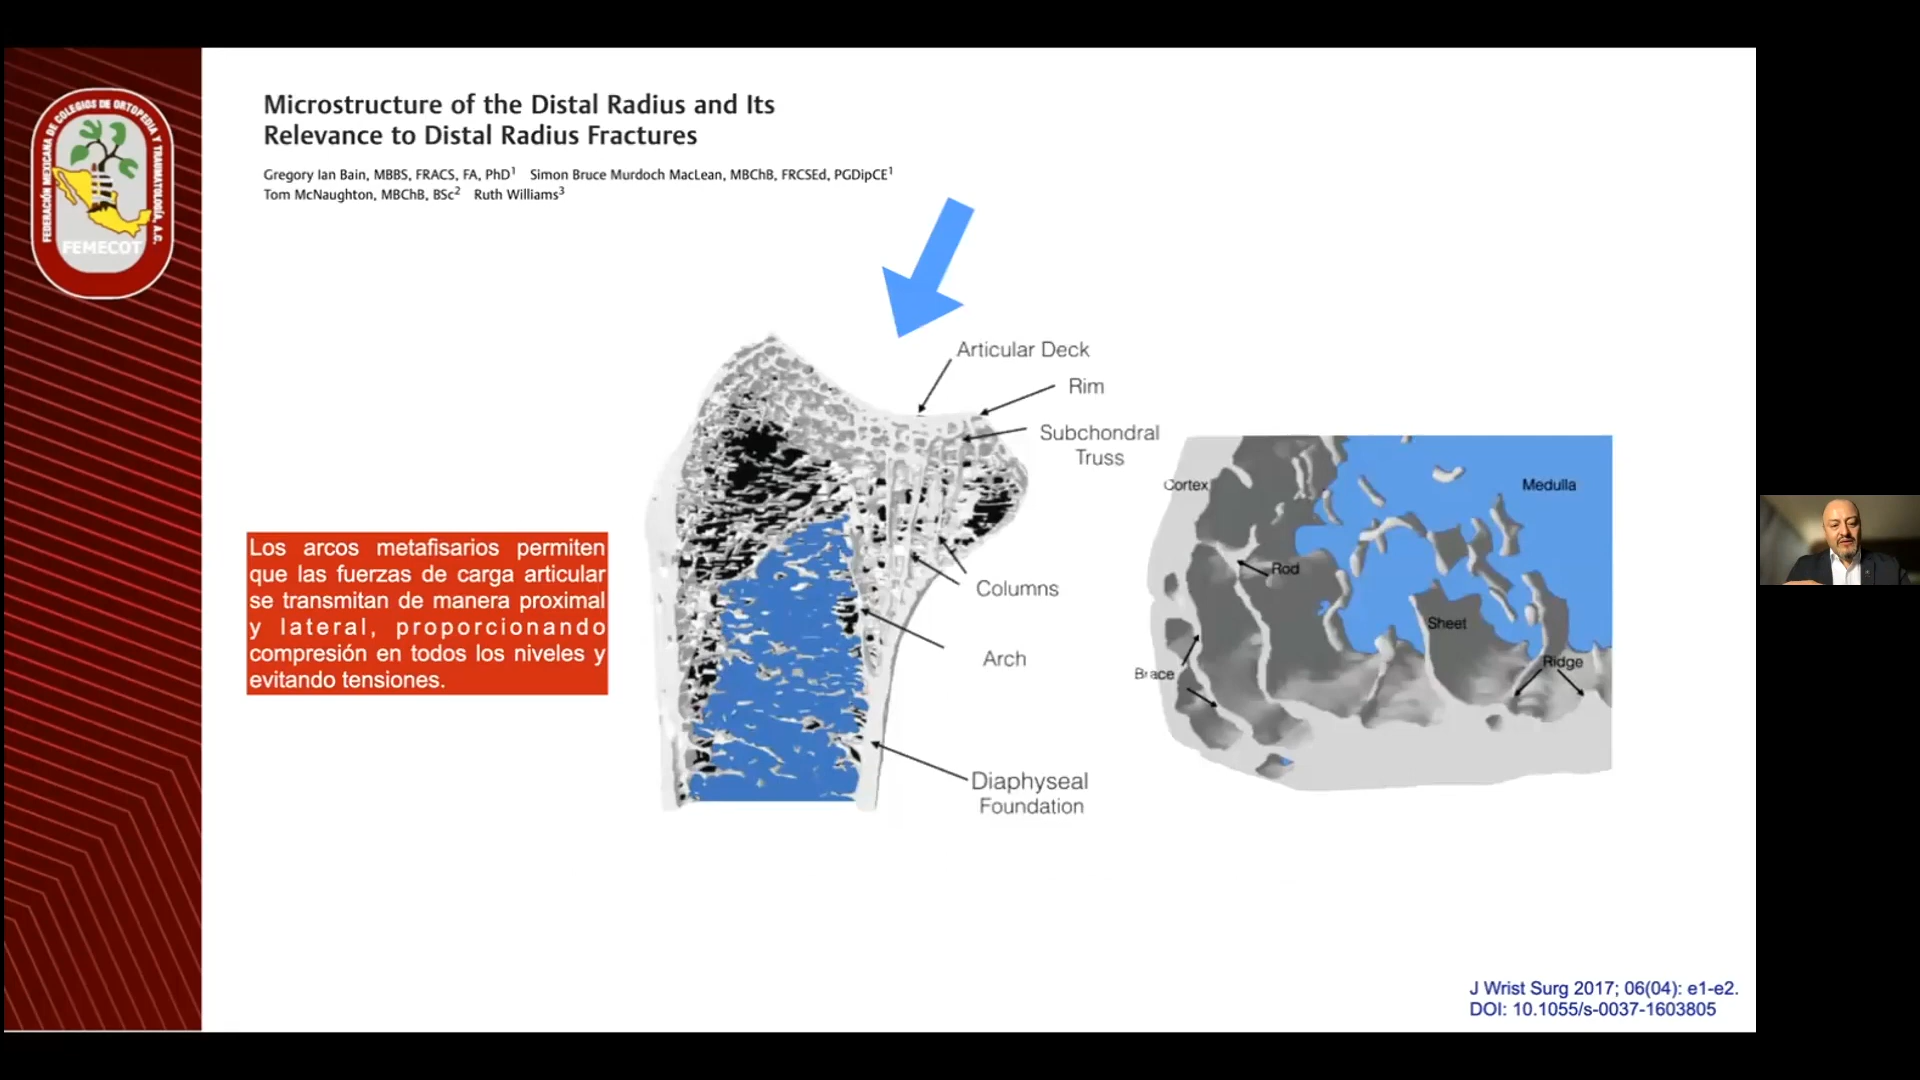 FEDERACIÓN MEXICANA DE COLEGIOS DE ORTOPEDIA Y TRAUMATOLOGÍA, A.C.
FEMECOT
Microstructure of the Distal Radius and Its
Relevance to Distal Radius Fractures
Gregory Ian Bain, MBBS, FRACS, FA, PhD1 Simon Bruce Murdoch MacLean, MBChB, FRCSEd, PGDipCE1
Tom McNaughton, MBChB, BSc2 Ruth Williams3
Articular Deck
Rim
Subchondral
Truss
Columns
Arch
Diaphyseal
Foundation
Cortex
Medulla
Rod
Sheet
Brace
Ridge
Los arcos metafisarios permiten
que las fuerzas de carga articular
se transmitan de manera proximal
y lateral, proporcionando
compresión en todos los niveles y
evitando tensiones.
J Wrist Surg 2017; 06(04): e1-e2.
DOI: 10.1055/s-0037-1603805